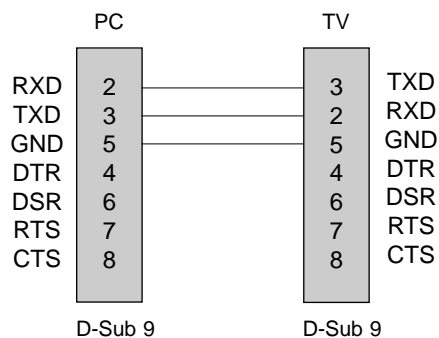 PC TV
RXD 2 3 TXD
TXD 3 2 RXD
GND 5 5 GND
DTR 4 4 DTR
DSR 6 6 DSR
RTS 7 7 RTS
CTS 8 8 CTS
D-Sub 9 D-Sub 9